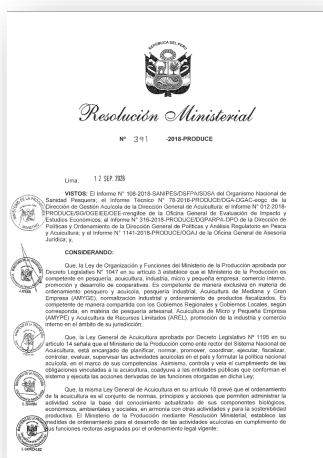 REPÚBLICA DEL PERÚ
Resolución Ministerial
N° 391 -2018-PRODUCE
Lima, 12 SEP. 2028
VISTOS: El Informe N° 108-2018-SANIPES/DSFPA/SDSA del Organismo Nacional de
Sanidad Pesquera; el Informe Técnico N° 78-2018-PRODUCE/DGA-DGAC-eogc de la
Dirección de Gestión Acuícola de la Dirección General de Acuicultura; el Informe N° 012-2018-
PRODUCE/SG/OGEIEE/OEE- de la Oficina General de Evaluación de Impacto y
Estudios Económicos; el Informe N° 316-2018-PRODUCE/DGPARPA-DPO de la Dirección de
Políticas y Ordenamiento de la Dirección General de Políticas y Análisis Regulatorio en Pesca
y Acuicultura; y el Informe N° 1141-2018-PRODUCE/OGAJ de la Oficina General de Asesoría
Jurídica; y,
CONSIDERANDO:
Que, la Ley de Organización y Funciones del Ministerio de la Producción aprobada por
Decreto Legislativo N° 1047 en su artículo 3 establece que el Ministerio de la Producción es
competente en pesquería, acuicultura, industria, micro y pequeña empresa, comercio interno,
promoción y desarrollo de cooperativas. Es competente de manera exclusiva en materia de
ordenamiento pesquero y acuícola, pesquería industrial, Acuicultura de Mediana y Gran
Empresa (AMYGE), normalización industrial y ordenamiento de productos fiscalizados. Es
competente de manera compartida con los Gobiernos Regionales y Gobiernos Locales, según
corresponda, en materia de pesquería artesanal, Acuicultura de Micro y Pequeña Empresa
(AMYPE) y Acuicultura de Recursos Limitados (AREL), promoción de la industria y comercio
interno en el ámbito de su jurisdicción;
Que, la Ley General de Acuicultura aprobada por Decreto Legislativo N° 1195 en su
artículo 14 señala que el Ministerio de la Producción como ente rector del Sistema Nacional de
Acuicultura, está encargado de planificar, normar, promover, coordinar, ejecutar, fiscalizar,
controlar, evaluar, supervisar las actividades acuícolas en el país y formular la política nacional
acuícola, en el marco de sus competencias. Asimismo, controla y vela el cumplimiento de las
obligaciones vinculadas a la acuicultura, coadyuva a las entidades públicas que conforman el
sistema y ejecuta las acciones derivadas de las funciones otorgadas en dicha Ley;
Que, la misma Ley General de Acuicultura en su artículo 18 prevé que el ordenamiento
de la acuicultura es el conjunto de normas, principios y acciones que permiten administrar la
actividad sobre la base del conocimiento actualizado de sus componentes biológicos,
económicos, ambientales y sociales, en armonía con otras actividades y para la sostenibilidad
productiva. El Ministerio de la Producción mediante Resolución Ministerial, establece las
medidas de ordenamiento para el desarrollo de las actividades acuícolas en cumplimiento de
sus funciones rectoras asignadas por el ordenamiento legal vigente;